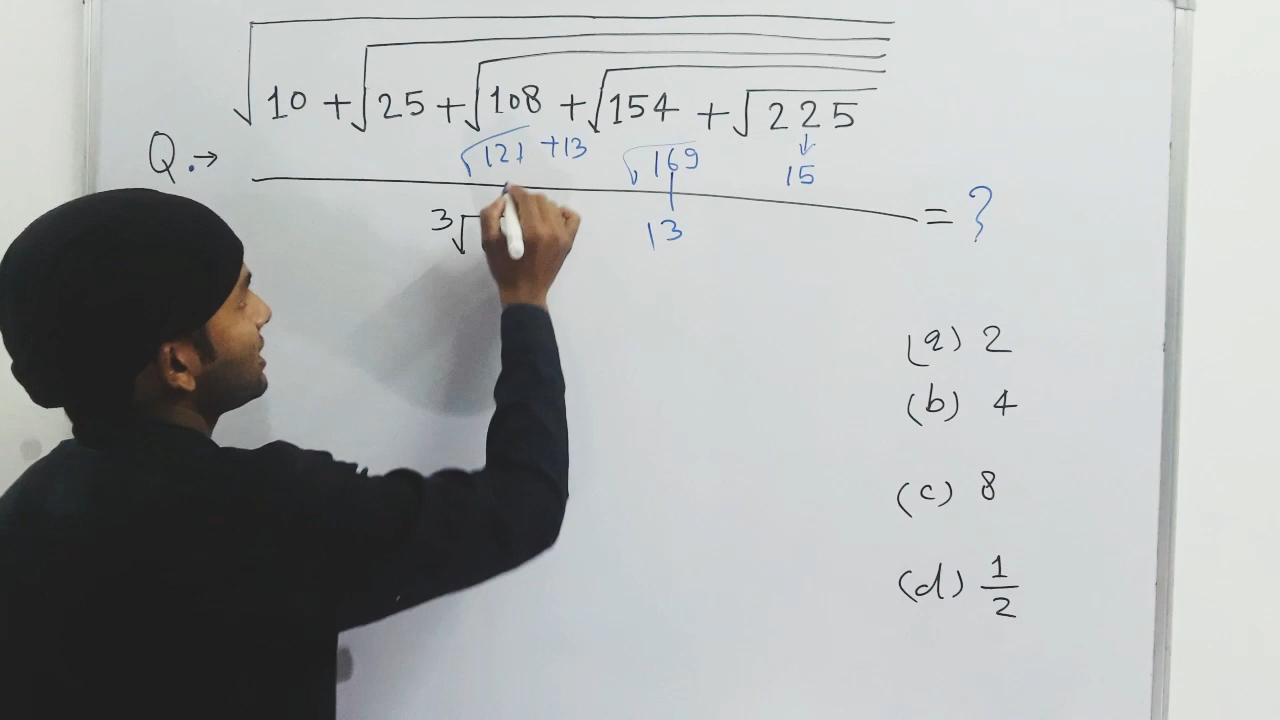 √10 + √25 + √108 + √154 + √225
Q.→
√121 + 13 √169 ↓
15
3√
13
= ?
(a) 2
(b) 4
(c) 8
(d) 1/2